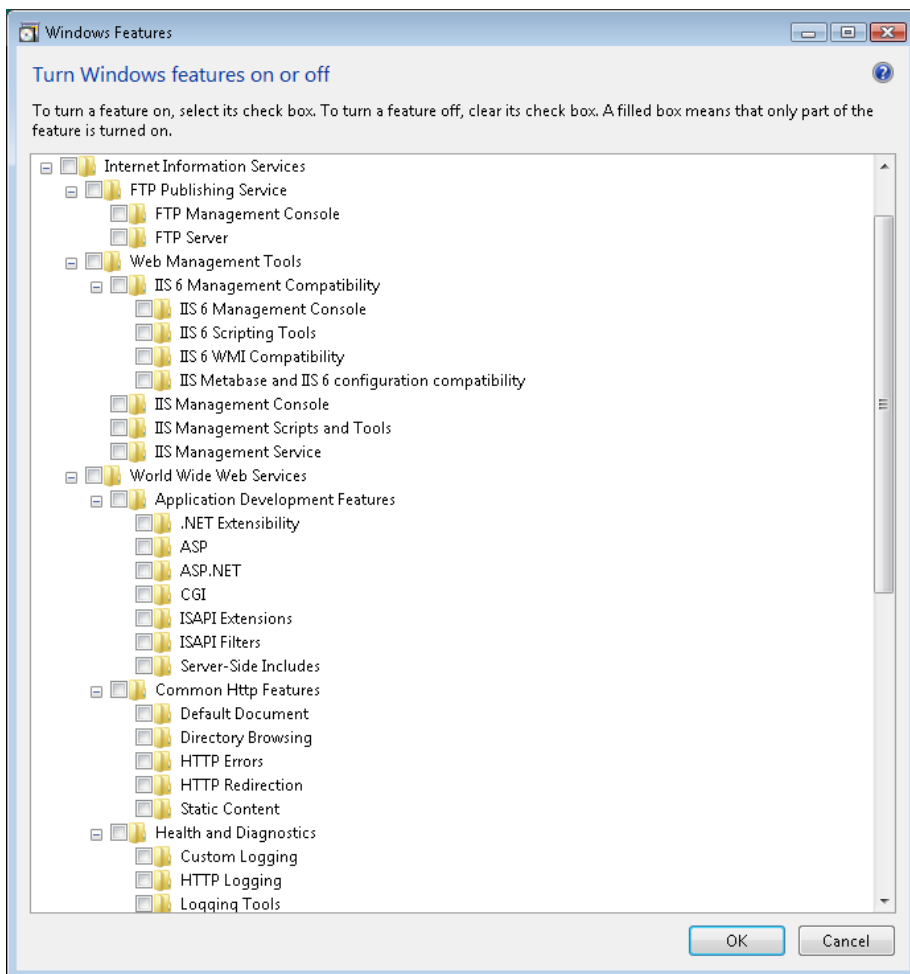 Windows Features
Turn Windows features on or off
To turn a feature on, select its check box. To turn a feature off, clear its check box. A filled box means that only part of the
feature is turned on.
Internet Information Services
FTP Publishing Service
FTP Management Console
FTP Server
Web Management Tools
IIS 6 Management Compatibility
IIS 6 Management Console
IIS 6 Scripting Tools
IIS 6 WMI Compatibility
IIS Metabase and IIS 6 configuration compatibility
IIS Management Console
IIS Management Scripts and Tools
IIS Management Service
World Wide Web Services
Application Development Features
.NET Extensibility
ASP
ASP.NET
CGI
ISAPI Extensions
ISAPI Filters
Server-Side Includes
Common Http Features
Default Document
Directory Browsing
HTTP Errors
HTTP Redirection
Static Content
Health and Diagnostics
Custom Logging
HTTP Logging
Logging Tools
OK Cancel